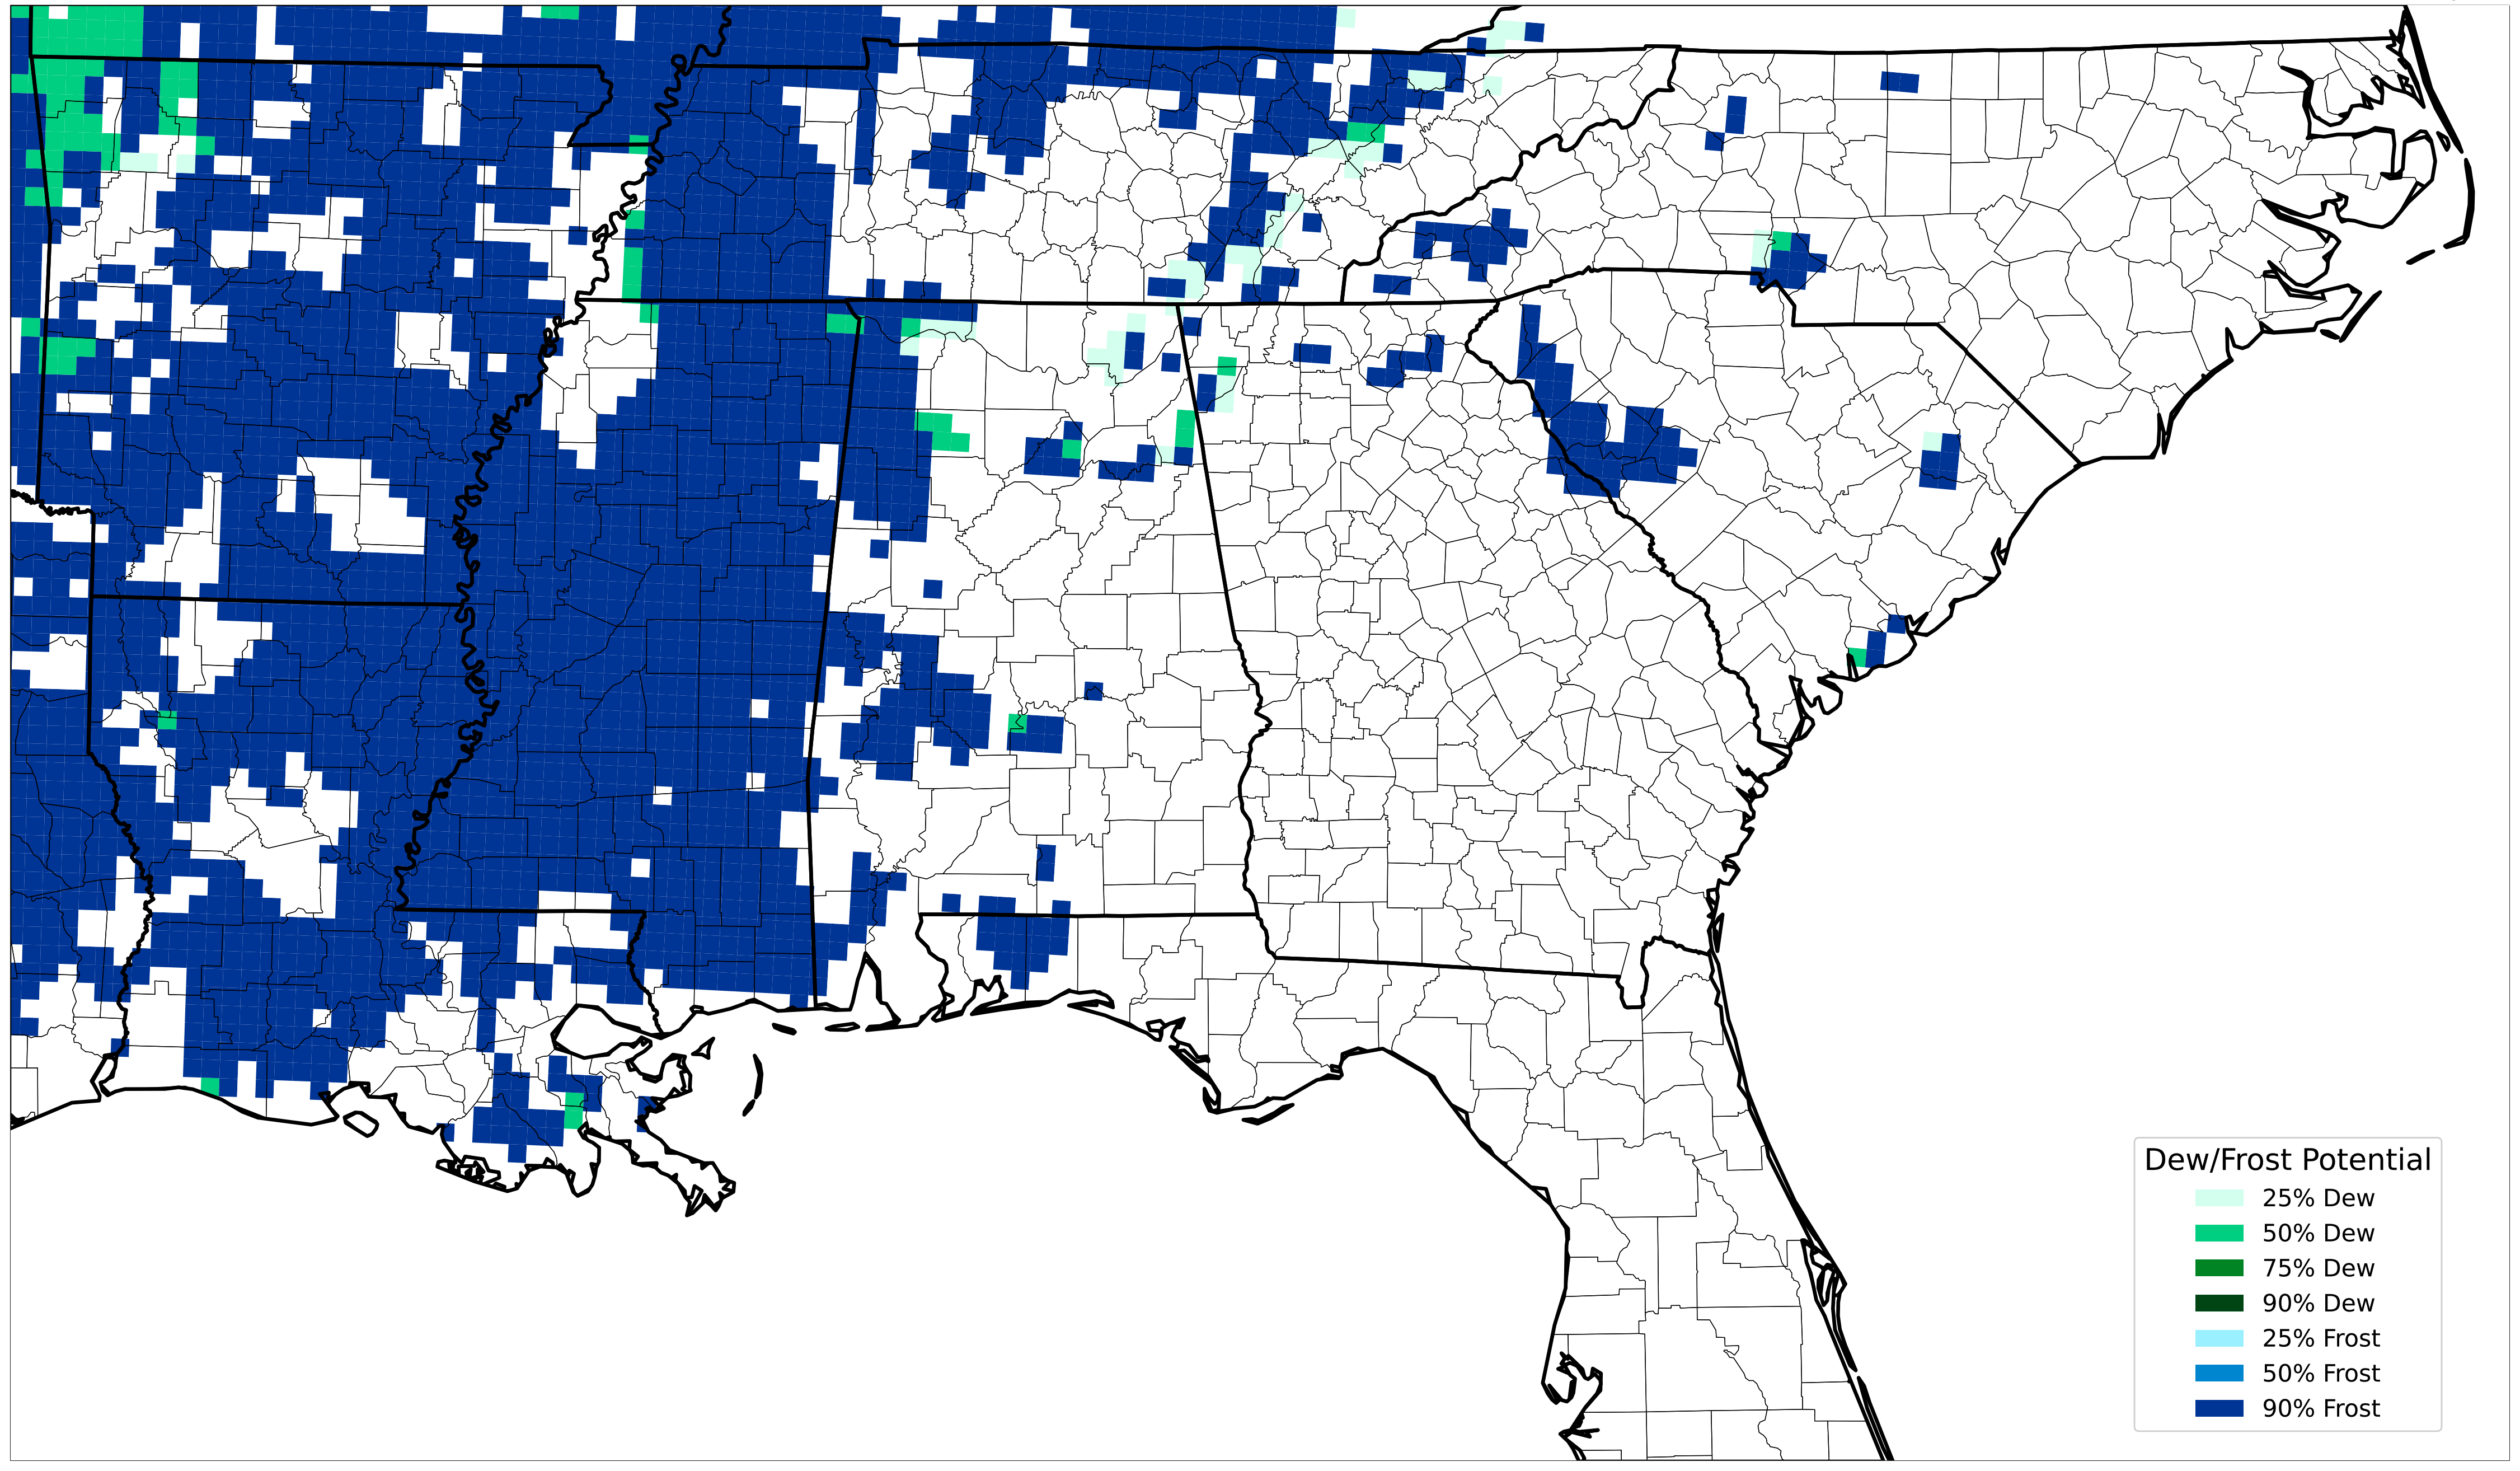 Dew/Frost Potential
25% Dew
50% Dew
75% Dew
90% Dew
25% Frost
50% Frost
90% Frost